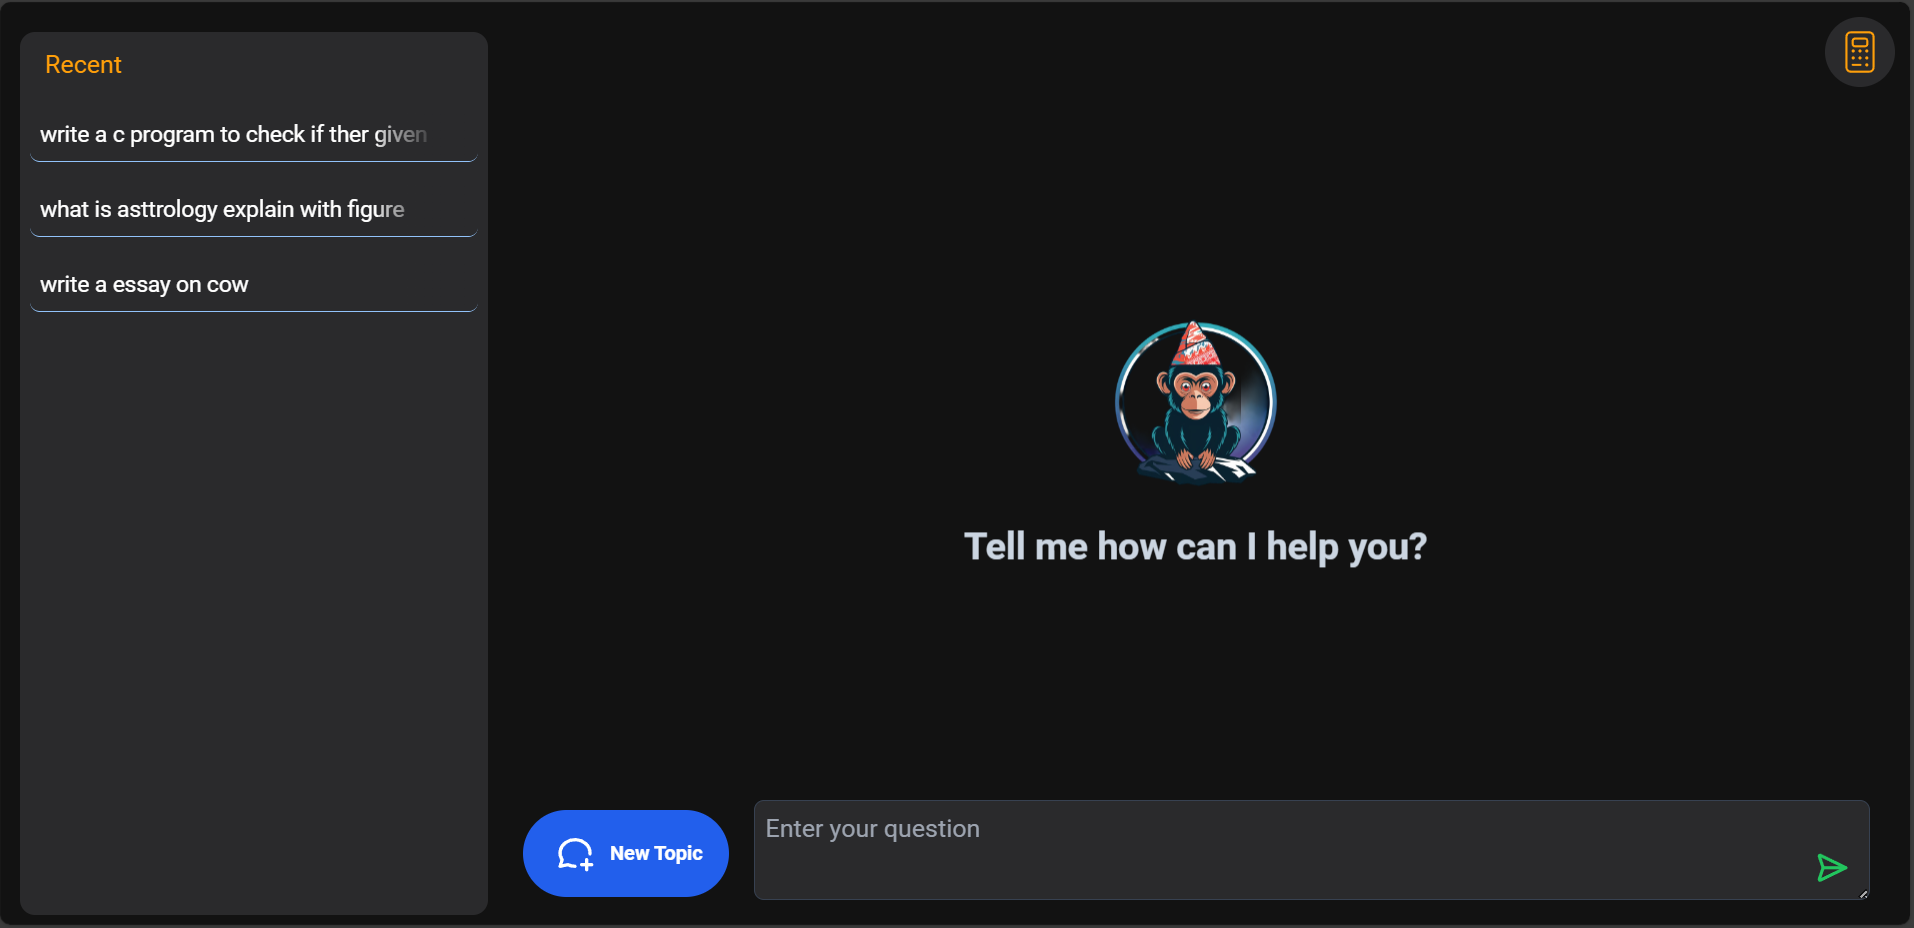 Recent
write a c program to check if ther given
what is asttrology explain with figure
write a essay on cow
Tell me how can I help you?
New Topic
Enter your question